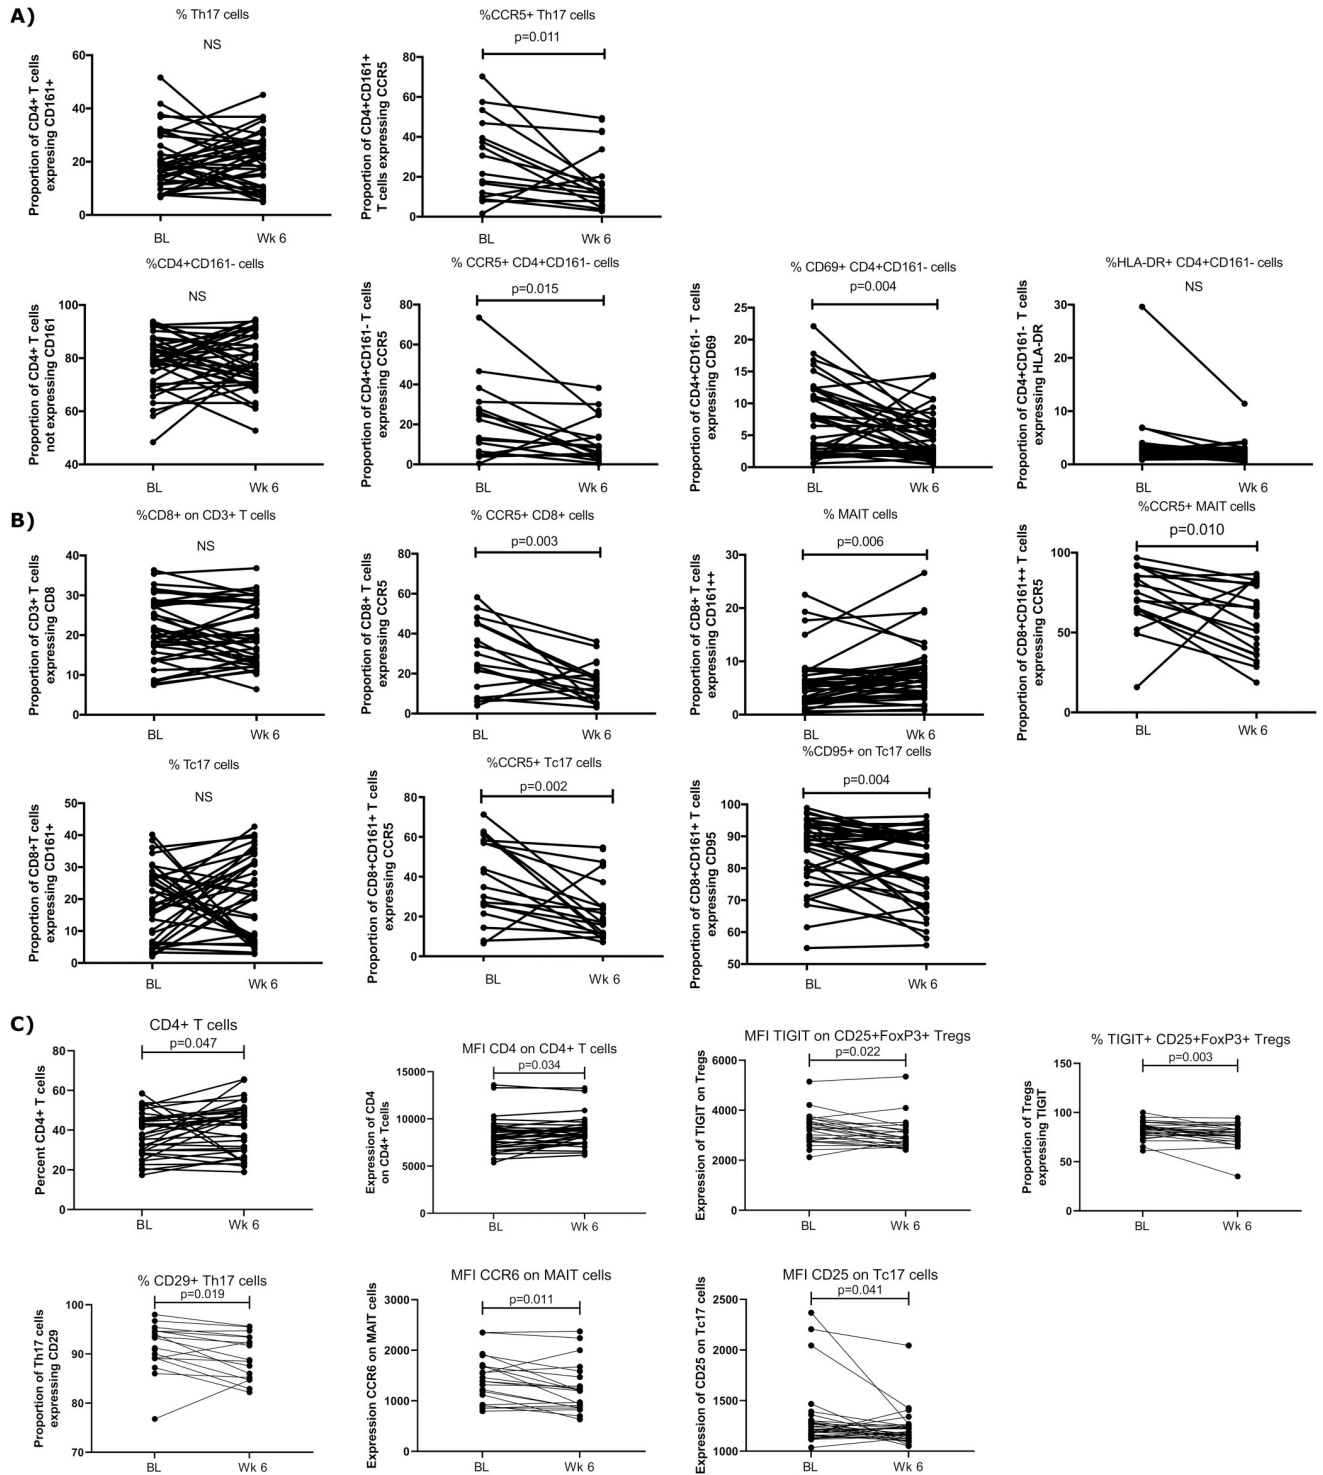 A)
% Th17 cells
NS
Proportion of CD4+ T cells
expresing CD161+
60
40
20
0
BL
Wk 6
%CCR5+ Th17 cells
p=0.011
Proportion of CD4+CD161+
T cells expressing CCR5
80
60
40
20
0
BL
Wk 6
%CD4+CD161- cells
NS
Proportion of CD4+ T cells
not expressing CD161
100
80
60
40
BL
Wk 6
% CCR5+ CD4+CD161- cells
p=0.015
Proportion of CD4+CD161- T cells
expressing CCR5
80
60
40
20
0
BL
Wk 6
% CD69+ CD4+CD161- cells
p=0.004
Proportion of CD4+CD161- T cells
expressing CD69
25
20
15
10
5
0
BL
Wk 6
%HLA-DR+ CD4+CD161- cells
NS
Proportion of CD4+CD161- T cells
expressing HLA-DR
30
20
10
0
BL
Wk 6
B)
%CD8+ on CD3+ T cells
NS
Proportion of CD3+ T cells
expressing CD8
40
30
20
10
0
BL
Wk 6
% CCR5+ CD8+ cells
p=0.003
Proportion of CD8+ T cells
expressing CCR5
80
60
40
20
0
BL
Wk 6
% MAIT cells
p=0.006
Proportion of CD8+ T cells
expressing CD161++
30
20
10
0
BL
Wk 6
%CCR5+ MAIT cells
p=0.010
Proportion of CD8+CD161++ T cells
expressing CCR5
100
50
0
BL
Wk 6
% Tc17 cells
NS
Proportion of CD8+T cells
expressing CD161+
50
40
30
20
10
0
BL
Wk 6
%CCR5+ Tc17 cells
p=0.002
Proportion of CD8+CD161+ T cells
expressing CCR5
80
60
40
20
0
BL
Wk 6
%CD95+ on Tc17 cells
p=0.004
Proportion of CD8+CD161+ T cells
expressing CD95
100
90
80
70
60
50
BL
Wk 6
C)
CD4+ T cells
p=0.047
Percent CD4+ T cells
80
60
40
20
0
BL
Wk 6
MFI CD4 on CD4+ T cells
p=0.034
Expression of CD4
on CD4+ Tcells
15000
10000
5000
0
BL
Wk 6
MFI TIGIT on CD25+FoxP3+ Tregs
p=0.022
Expression of TIGIT on Tregs
6000
4000
2000
0
BL
Wk 6
% TIGIT+ CD25+FoxP3+ Tregs
p=0.003
Proportion of Tregs
expressing TIGIT
150
100
50
0
BL
Wk 6
% CD29+ Th17 cells
p=0.019
Proportion of Th17 cells
expressing CD29
100
90
80
70
BL
Wk 6
MFI CCR6 on MAIT cells
p=0.011
Expression CCR6 on MAIT cells
3000
2000
1000
0
BL
Wk 6
MFI CD25 on Tc17 cells
p=0.041
Expression of CD25 on Tc17 cells
2500
2000
1500
1000
BL
Wk 6